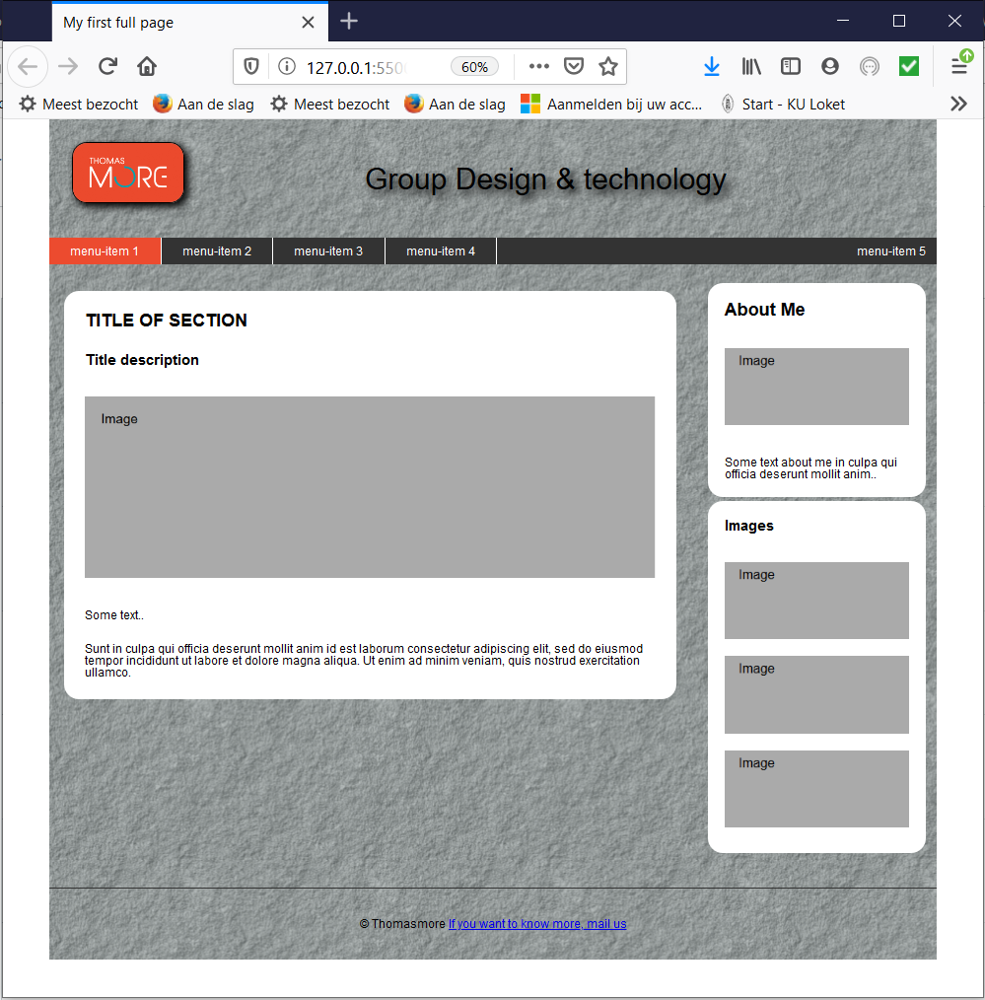 My first full page
127.0.0.1:550
60%
Meest bezocht
Aan de slag
Meest bezocht
Aan de slag
Aanmelden bij uw acc...
Start - KU Loket
THOMAS
MORE
Group Design & technology
menu-item 1
menu-item 2
menu-item 3
menu-item 4
menu-item 5
TITLE OF SECTION
Title description
Image
Some text..
Sunt in culpa qui officia deserunt mollit anim id est laborum consectetur adipiscing elit, sed do eiusmod
tempor incididunt ut labore et dolore magna aliqua. Ut enim ad minim veniam, quis nostrud exercitation
ullamco.
About Me
Image
Some text about me in culpa qui
officia deserunt mollit anim..
Images
Image
Image
Image
© Thomasmore If you want to know more, mail us